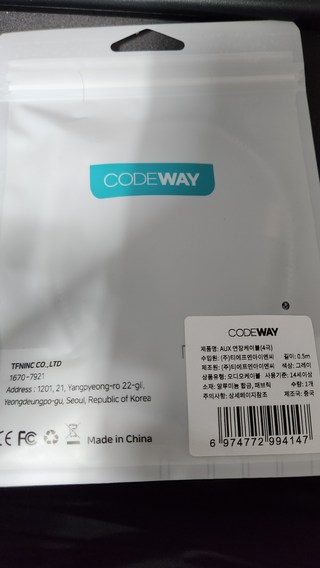 CODEWAY
CODEWAY
제품명: AUX 연장케이블(4극)
수입원: (주)티에프엔아이엔씨 길이: 0.5m
제조원: (주)티에프엔아이엔씨 색상: 그레이
상품유형: 오디오케이블 사용기준: 14세이상
소재: 알루미늄 합금, 패브릭 수량: 1개
주의사항: 상세페이지참조 제조국: 중국
6 974772 994147
TFNINC CO.,LTD
1670-7921
Address : 1201, 21, Yangpyeong-ro 22-gil,
Yeongdeungpo-gu, Seoul, Republic of Korea
CE FC Made in China